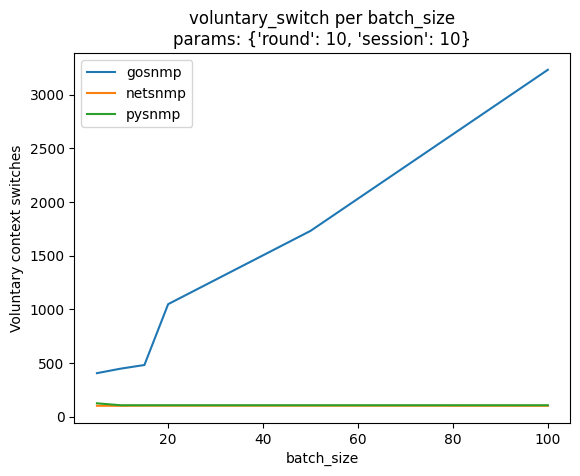 voluntary_switch per batch_size
params: {'round': 10, 'session': 10}
gosnmp
netsnmp
pysnmp
Voluntary context switches
3000
2500
2000
1500
1000
500
0
20 40 60 80 100
batch_size